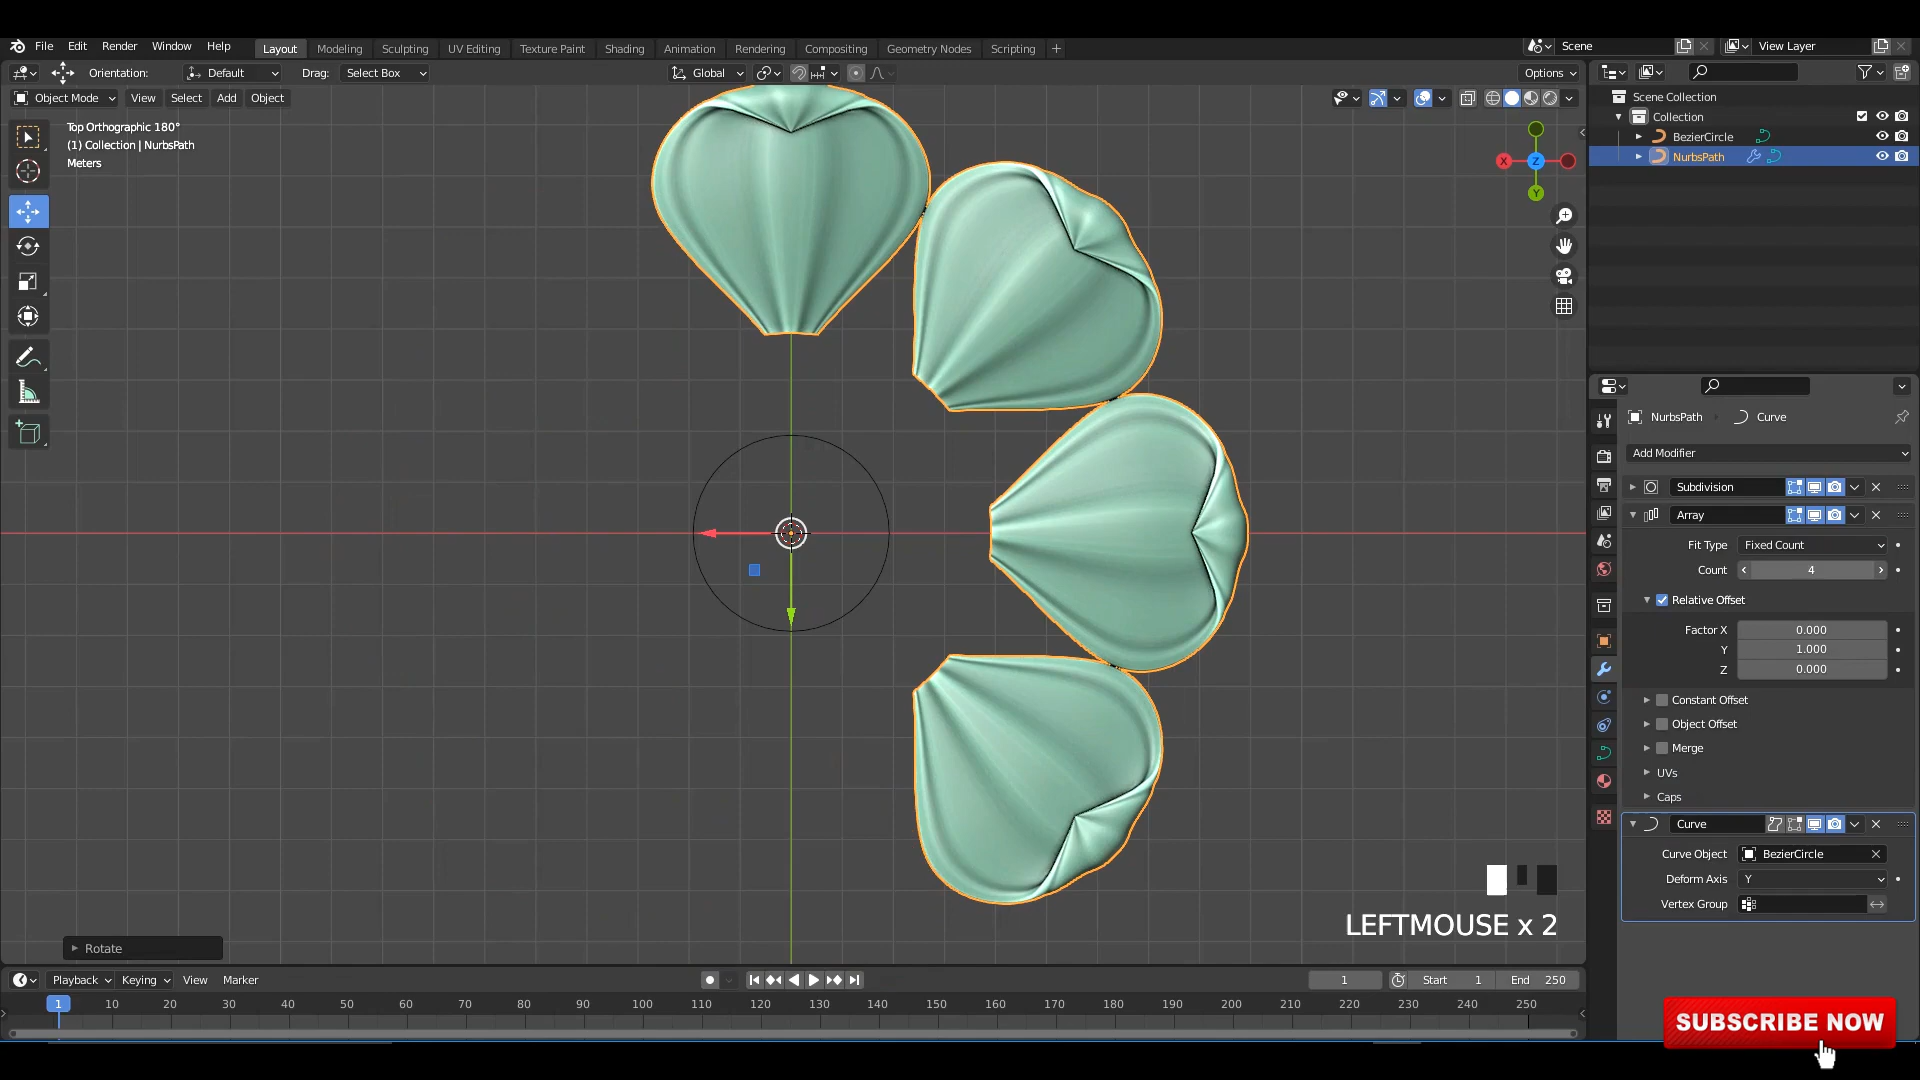 File Edit Render Window Help Layout Modeling Sculpting UV Editing Texture Paint Shading Animation Rendering Compositing Geometry Nodes Scripting + Scene View Layer
Orientation: Default Drag: Select Box Global Options
Object Mode View Select Add Object
Top Orthographic 180°
(1) Collection | NurbsPath
Meters
X
Z
Y
Scene Collection
Collection
BezierCircle
NurbsPath
NurbsPath Curve
Add Modifier
Subdivision
Array
Fit Type Fixed Count
Count 4
Relative Offset
Factor X 0.000
Y 1.000
Z 0.000
Constant Offset
Object Offset
Merge
UVs
Caps
Curve
Curve Object BezierCircle
Deform Axis Y
Vertex Group
LEFTMOUSE x 2
Rotate
Playback Keying View Marker 1 Start 1 End 250
1 10 20 30 40 50 60 70 80 90 100 110 120 130 140 150 160 170 180 190 200 210 220 230 240 250
SUBSCRIBE NOW